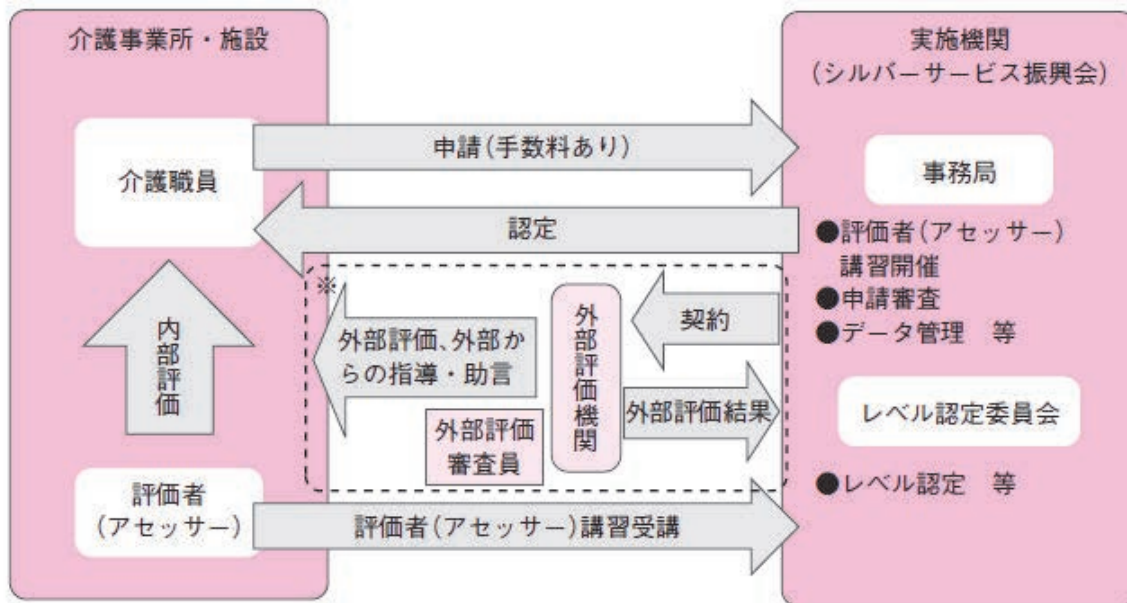 介護事業所・施設
介護職員
内部評価
評価者
(アセッサー)
申請(手数料あり)
認定
※
外部評価、外部か
らの指導・助言
外部評価機関
外部評価
審査員
契約
外部評価結果
評価者(アセッサー)講習受講
実施機関
(シルバーサービス振興会)
事務局
●評価者(アセッサー)
講習開催
●申請審査
●データ管理　等
レベル認定委員会
●レベル認定　等